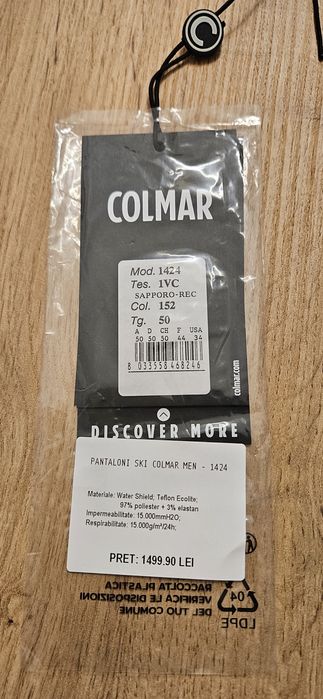 COLMAR
Mod. 1424
Tes. 1VC
SAPPORO-REC
Col. 152
Tg. 50
A D CH F USA
50 50 50 44 34
8 033558 468246
colmar.com
DISCOVER MORE
PANTALONI SKI COLMAR MEN - 1424
Materiale: Water Shield; Teflon Ecolite;
97% poliester + 3% elastan
Impermeabilitate: 15.000mmH2O;
Respirabilitate: 15.000g/m²/24h;
PRET: 1499.90 LEI
RACCOLTA PLASTICA
VERIFICA LE DISPOSIZIONI
DEL TUO COMUNE
04
LDPE